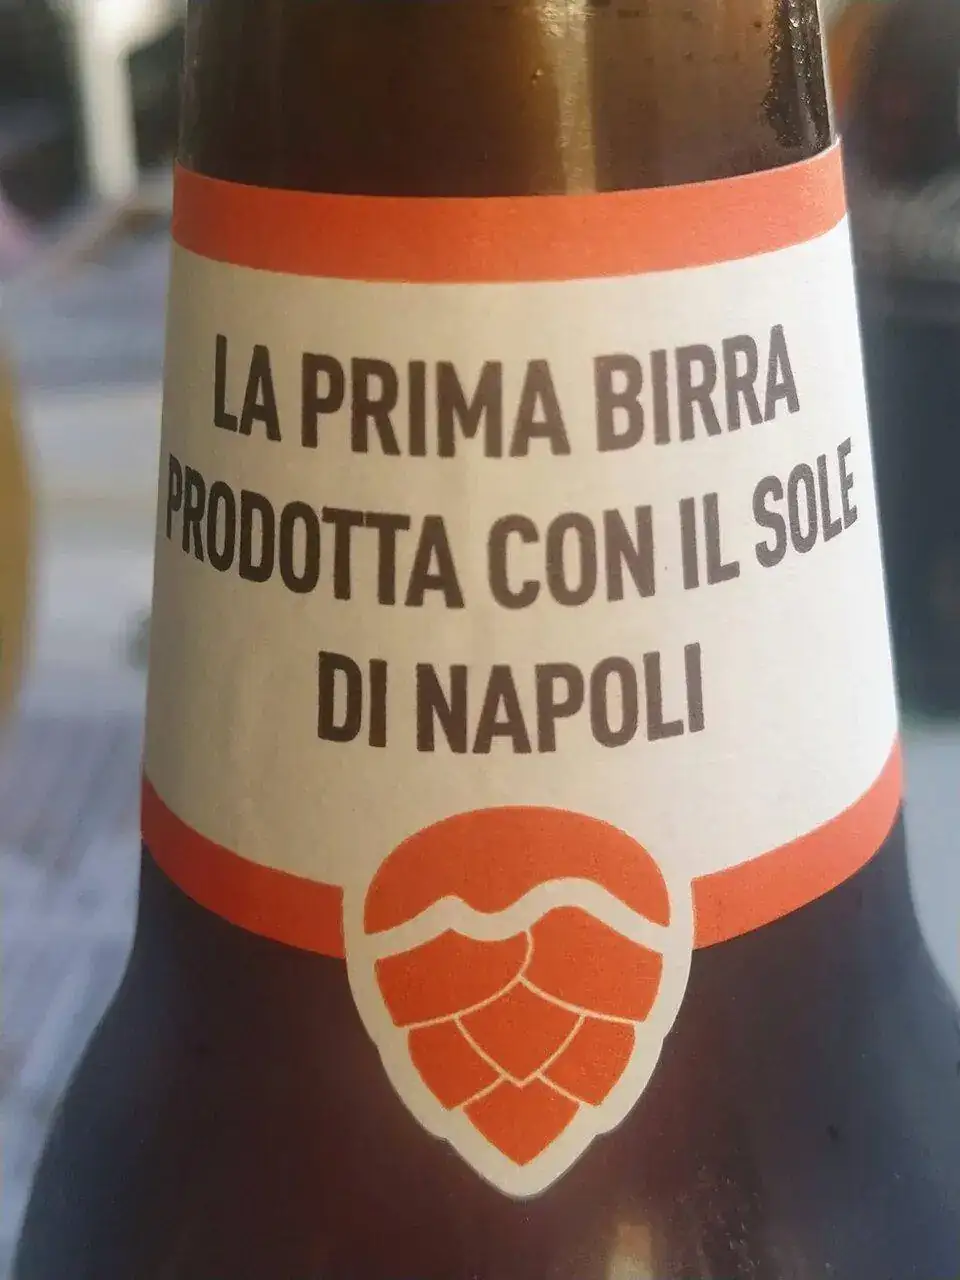 LA PRIMA BIRRA
PRODOTTA CON IL SOLE
DI NAPOLI